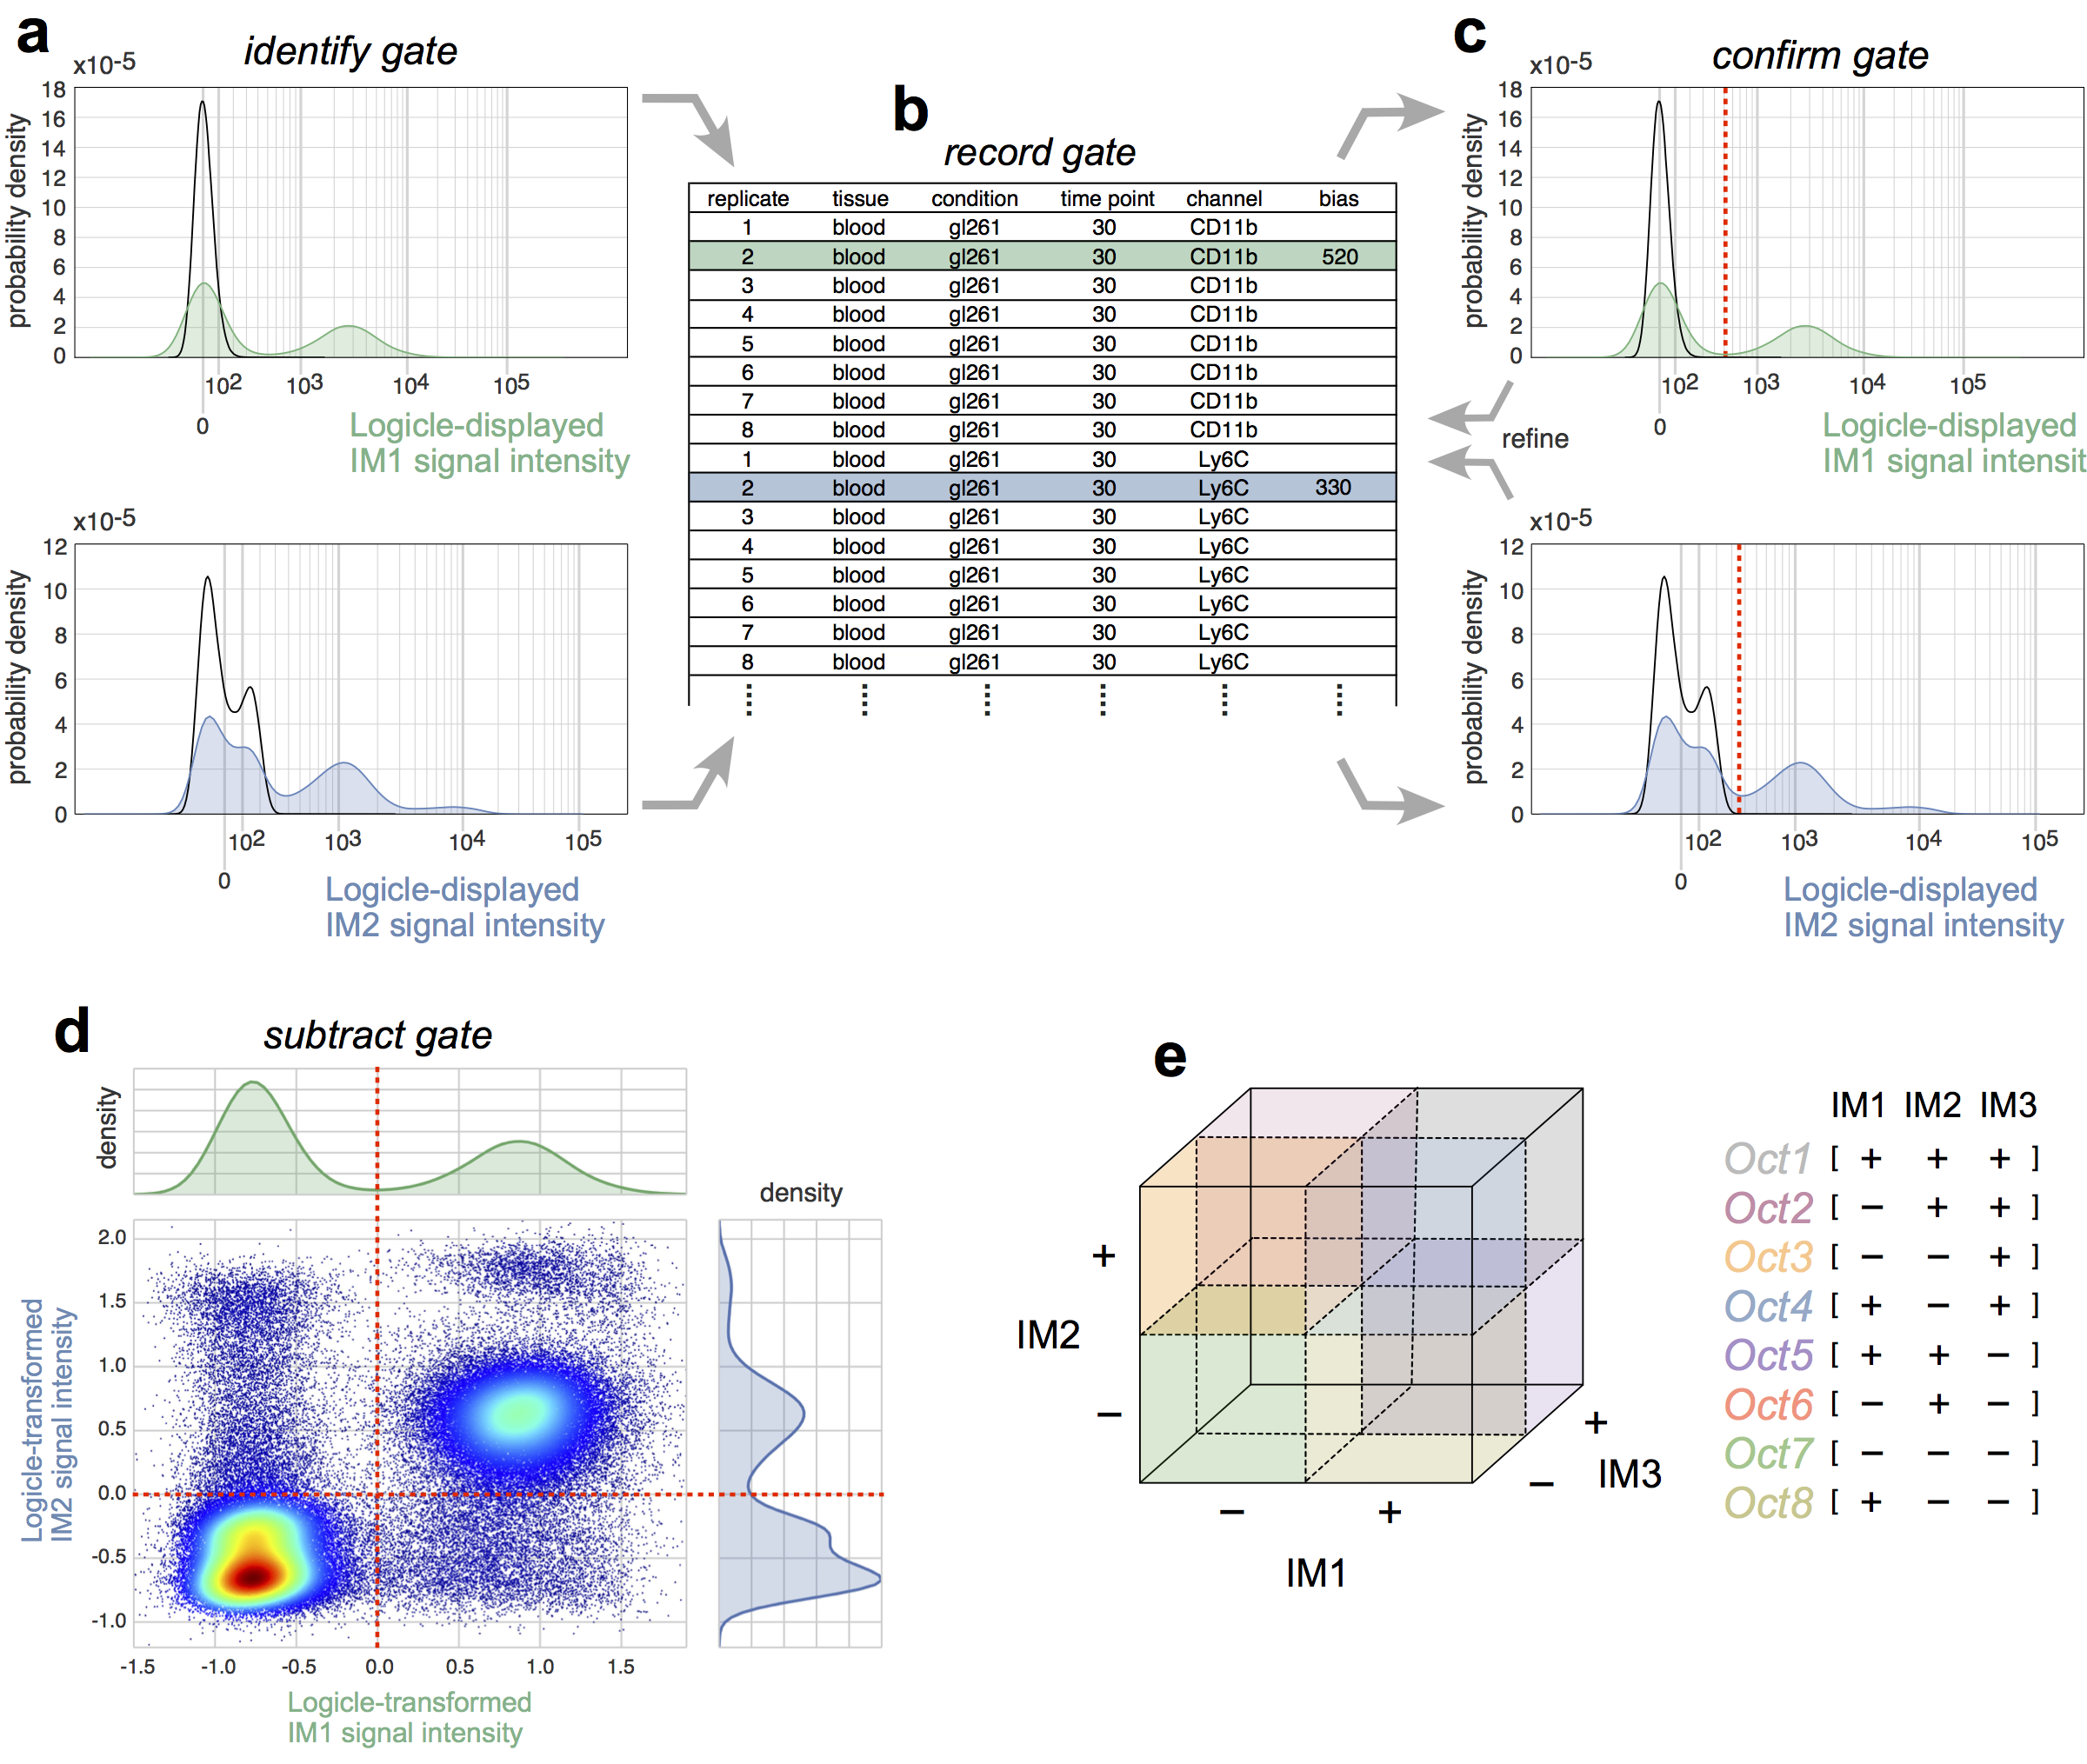 a
identify gate
x10-5
18
16
14
12
10
8
6
4
2
0
probability density
102
103
104
105
0
Logicle-displayed
IM1 signal intensity
x10-5
12
10
8
6
4
2
0
probability density
102
103
104
105
0
Logicle-displayed
IM2 signal intensity
b
record gate
replicate tissue condition time point channel bias
1 blood gl261 30 CD11b
2 blood gl261 30 CD11b 520
3 blood gl261 30 CD11b
4 blood gl261 30 CD11b
5 blood gl261 30 CD11b
6 blood gl261 30 CD11b
7 blood gl261 30 CD11b
8 blood gl261 30 CD11b
1 blood gl261 30 Ly6C
2 blood gl261 30 Ly6C 330
3 blood gl261 30 Ly6C
4 blood gl261 30 Ly6C
5 blood gl261 30 Ly6C
6 blood gl261 30 Ly6C
7 blood gl261 30 Ly6C
8 blood gl261 30 Ly6C
c
confirm gate
x10-5
18
16
14
12
10
8
6
4
2
0
probability density
102
103
104
105
0
Logicle-displayed
IM1 signal intensit
refine
x10-5
12
10
8
6
4
2
0
probability density
102
103
104
105
0
Logicle-displayed
IM2 signal intensity
d
subtract gate
density
density
2.0
1.5
1.0
0.5
0.0
-0.5
-1.0
Logicle-transformed
IM2 signal intensity
-1.5 -1.0 -0.5 0.0 0.5 1.0 1.5
Logicle-transformed
IM1 signal intensity
e
+
IM2
−
− +
IM1
+
− IM3
IM1 IM2 IM3
Oct1 [ + + + ]
Oct2 [ − + + ]
Oct3 [ − − + ]
Oct4 [ + − + ]
Oct5 [ + + − ]
Oct6 [ − + − ]
Oct7 [ − − − ]
Oct8 [ + − − ]